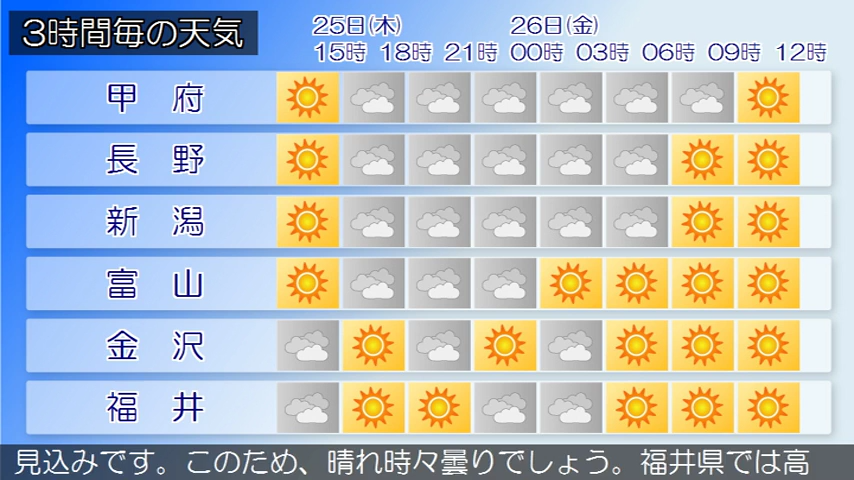 3時間毎の天気
25日(木) 26日(金)
15時 18時 21時 00時 03時 06時 09時 12時
甲 府
長 野
新 潟
富 山
金 沢
福 井
見込みです。このため、晴れ時々曇りでしょう。福井県では高